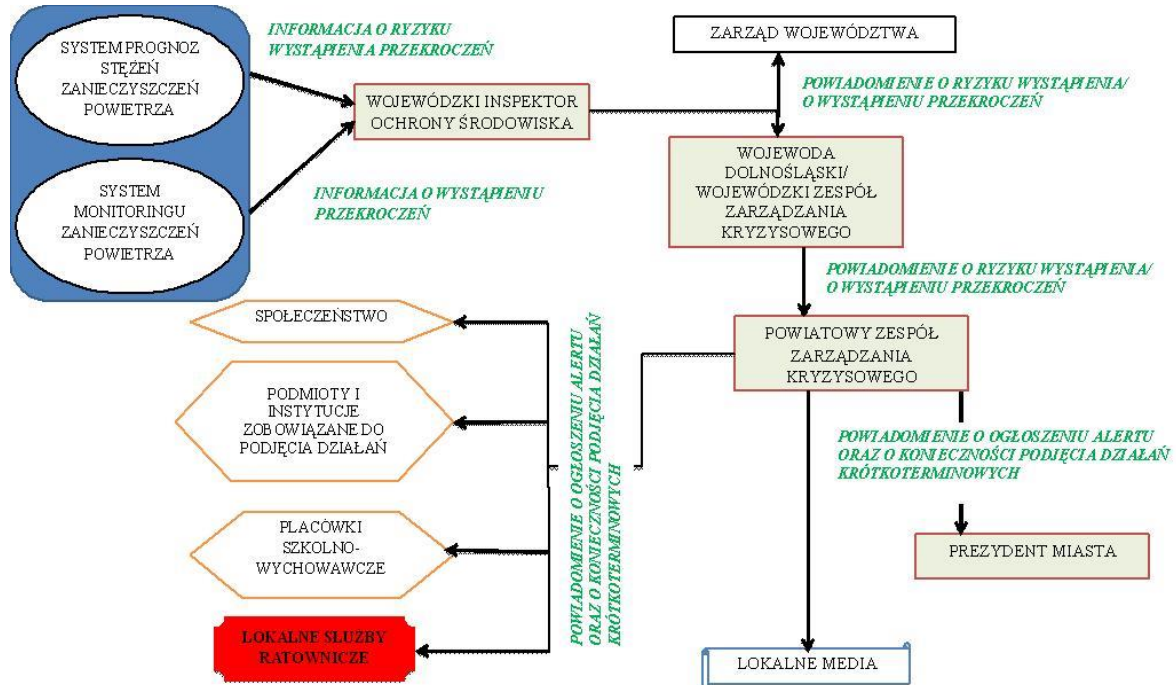 SYSTEM PROGNOZ
STĘŻEŃ
ZANIECZYSZCZEŃ
POWIETRZA
INFORMACJA O RYZYKU
WYSTĄPIENIA PRZEKROCZEŃ
ZARZĄD WOJEWÓDZTWA
POWIADOMIENIE O RYZYKU WYSTĄPIENIA/
O WYSTĄPIENIU PRZEKROCZEŃ
WOJEWÓDZKI INSPEKTOR
OCHRONY ŚRODOWISKA
SYSTEM
MONITORINGU
ZANIECZYSZCZEŃ
POWIETRZA
INFORMACJA O WYSTĄPIENIU
PRZEKROCZEŃ
WOJEWODA
DOLNOŚLĄSKI/
WOJEWÓDZKI ZESPÓŁ
ZARZĄDZANIA
KRYZYSOWEGO
POWIADOMIENIE O RYZYKU WYSTĄPIENIA/
O WYSTĄPIENIU PRZEKROCZEŃ
POWIATOWY ZESPÓŁ
ZARZĄDZANIA
KRYZYSOWEGO
SPOŁECZEŃSTWO
PODMIOTY I
INSTYTUCJE
ZOBOWIĄZANE DO
PODJĘCIA DZIAŁAŃ
PLACÓWKI
SZKOLNO-
WYCHOWAWCZE
LOKALNE SŁUŻBY
RATOWNICZE
POWIADOMIENIE O OGŁOSZENIU ALERTU
ORAZ O KONIECZNOŚCI PODJĘCIA DZIAŁAŃ
KRÓTKOTERMINOWYCH
POWIADOMIENIE O OGŁOSZENIU ALERTU
ORAZ O KONIECZNOŚCI PODJĘCIA DZIAŁAŃ
KRÓTKOTERMINOWYCH
PREZYDENT MIASTA
LOKALNE MEDIA